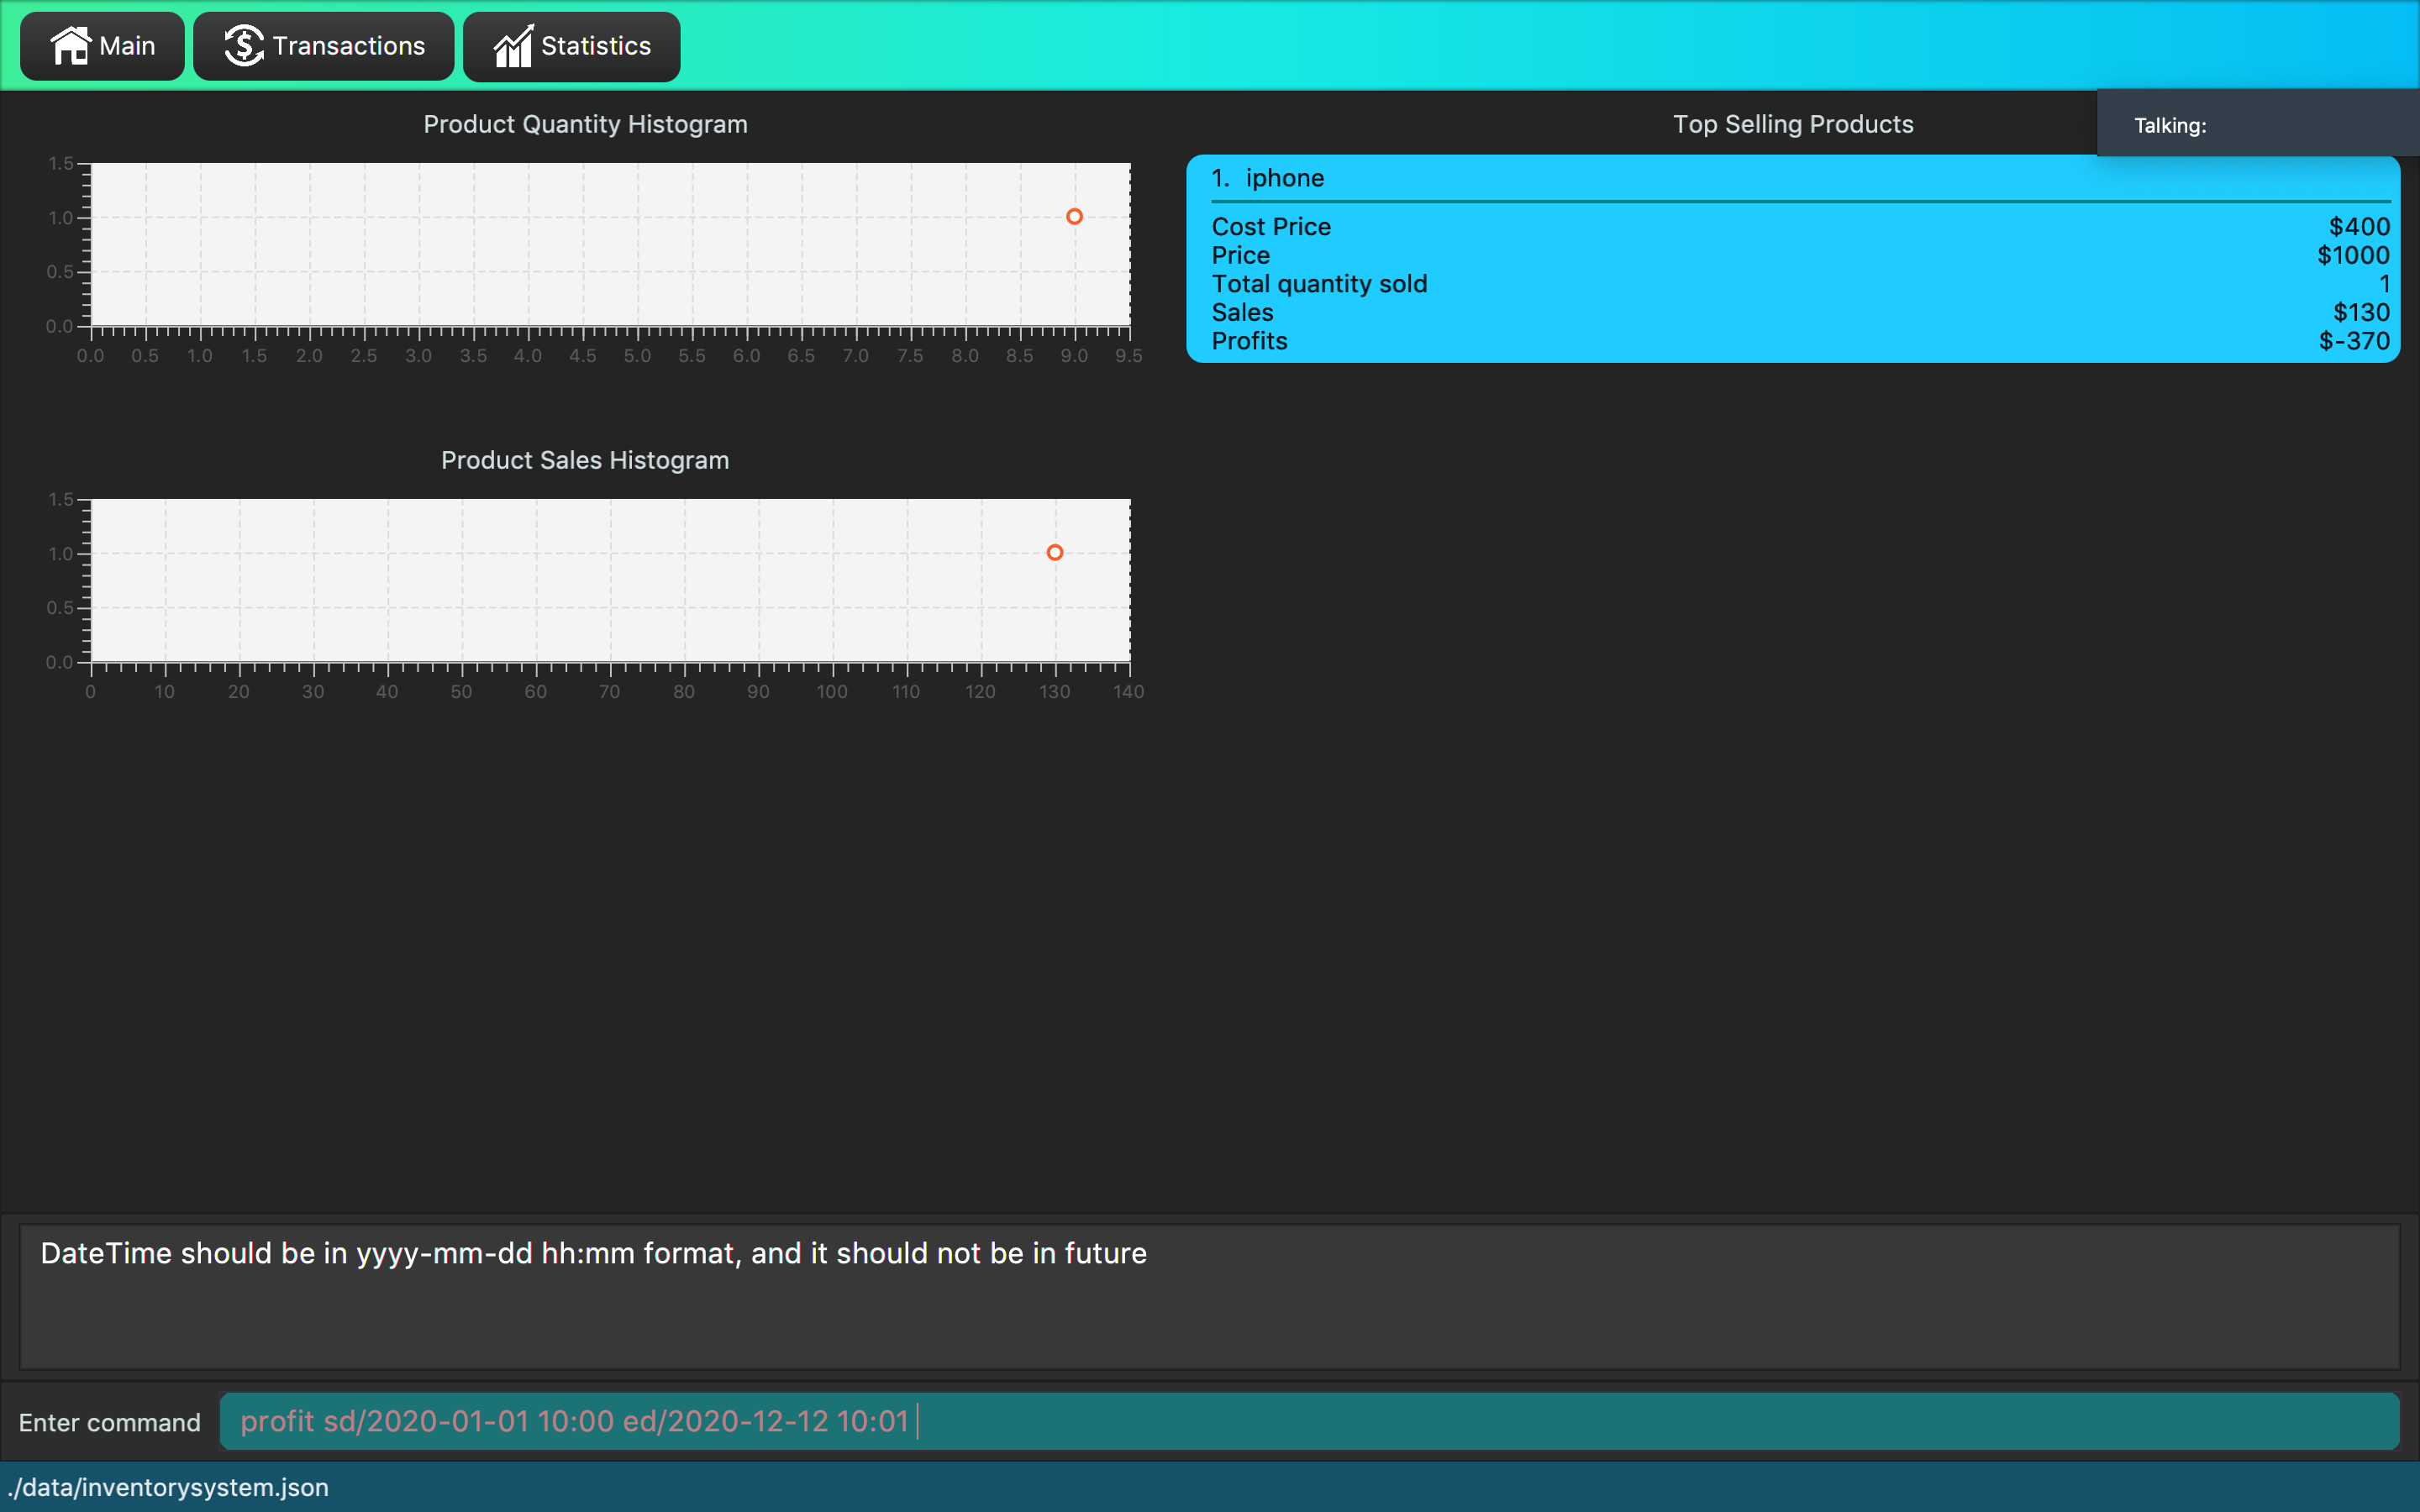 Main
Transactions
Statistics
Talking:
Product Quantity Histogram
1.5
1.0
0.5
0.0
0.0 0.5 1.0 1.5 2.0 2.5 3.0 3.5 4.0 4.5 5.0 5.5 6.0 6.5 7.0 7.5 8.0 8.5 9.0 9.5
Product Sales Histogram
1.5
1.0
0.5
0.0
0 10 20 30 40 50 60 70 80 90 100 110 120 130 140
Top Selling Products
1. iphone
Cost Price $400
Price $1000
Total quantity sold 1
Sales $130
Profits $-370
DateTime should be in yyyy-mm-dd hh:mm format, and it should not be in future
Enter command profit sd/2020-01-01 10:00 ed/2020-12-12 10:01
./data/inventorysystem.json